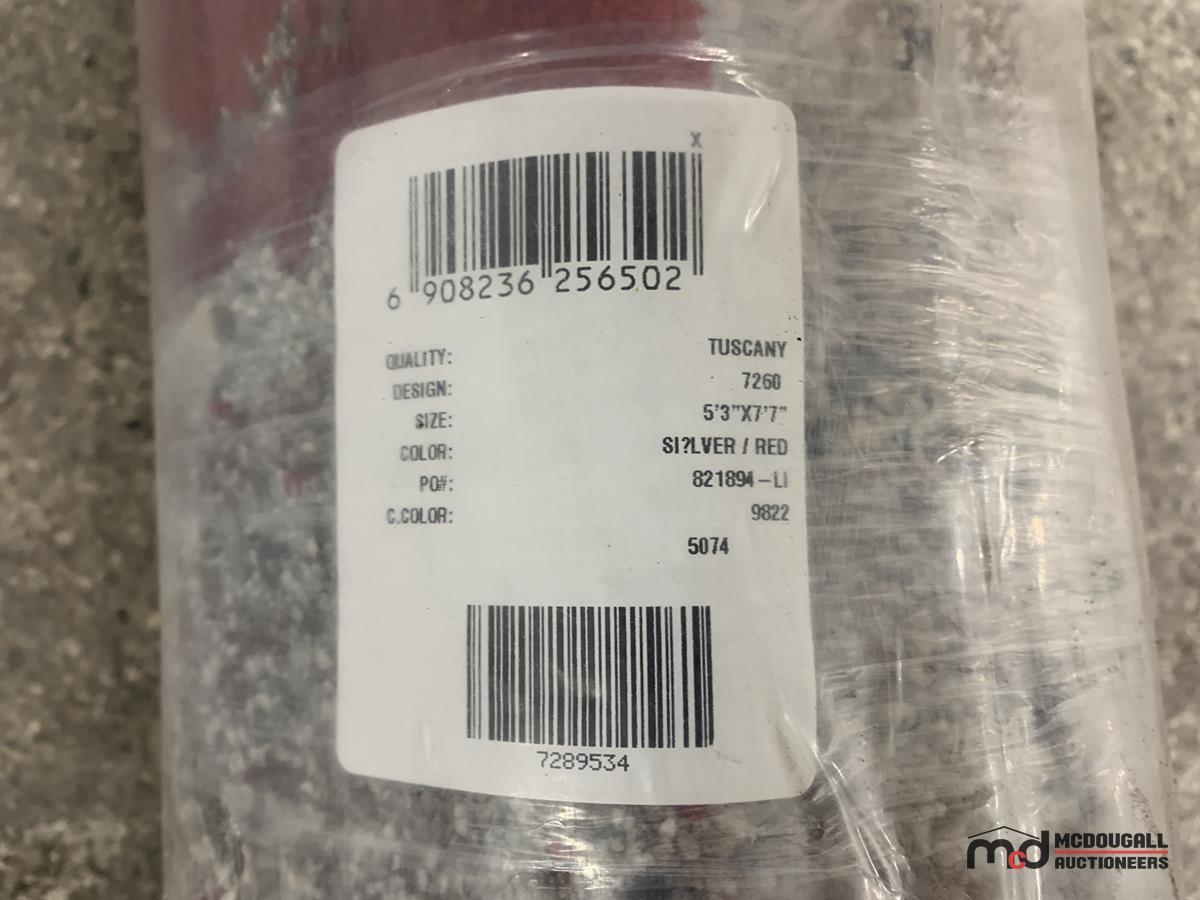 X
6 908236 256502
QUALITY: TUSCANY
DESIGN: 7260
SIZE: 5'3"X7'7"
COLOR: SI?LVER / RED
PO#: 821894-LI
C.COLOR: 9822
5074
7289534
mcd MCDOUGALL
AUCTIONEERS